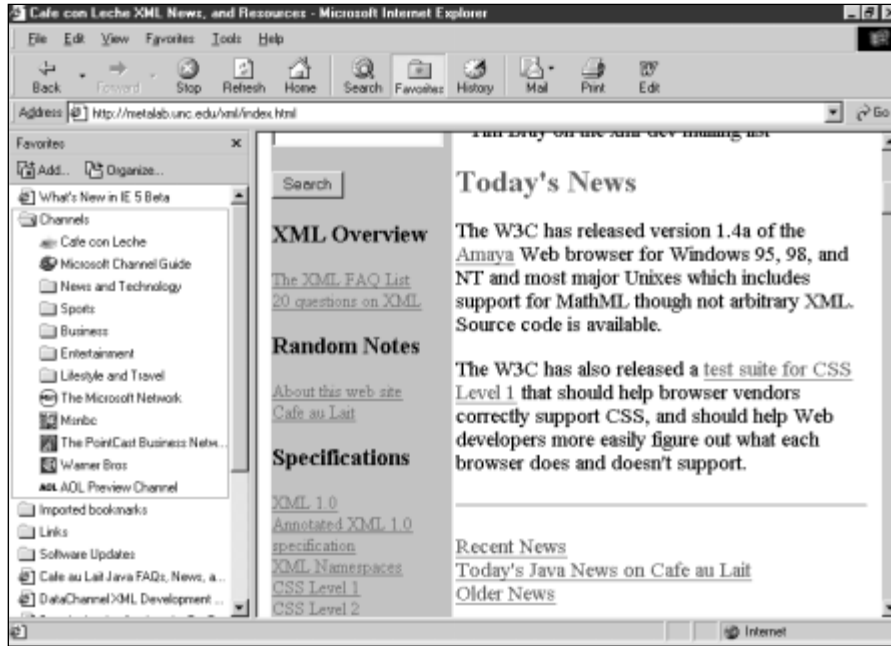 Cafe con Leche XML News, and Resources - Microsoft Internet Explorer
File Edit View Favorites Tools Help
Back Forward Stop Refresh Home Search Favorites History Mail Print Edit
Address http://metalab.unc.edu/xml/index.html Go
Favorites
Add... Organize...
What's New in IE 5 Beta
Channels
Cafe con Leche
Microsoft Channel Guide
News and Technology
Sports
Business
Entertainment
Lifestyle and Travel
The Microsoft Network
Msnbc
The PointCast Business Netw...
Warner Bros
AOL AOL Preview Channel
Imported bookmarks
Links
Software Updates
Cafe au Lait Java FAQs, News, a...
DataChannel XML Development ...
Search
XML Overview
The XML FAQ List
20 questions on XML
Random Notes
About this web site
Cafe au Lait
Specifications
XML 1.0
Annotated XML 1.0
specification
XML Namespaces
CSS Level 1
CSS Level 2
Tim Bray on the xml-dev mailing list
Today's News
The W3C has released version 1.4a of the
Amaya Web browser for Windows 95, 98, and
NT and most major Unixes which includes
support for MathML though not arbitrary XML.
Source code is available.
The W3C has also released a test suite for CSS
Level 1 that should help browser vendors
correctly support CSS, and should help Web
developers more easily figure out what each
browser does and doesn't support.
Recent News
Today's Java News on Cafe au Lait
Older News
Internet